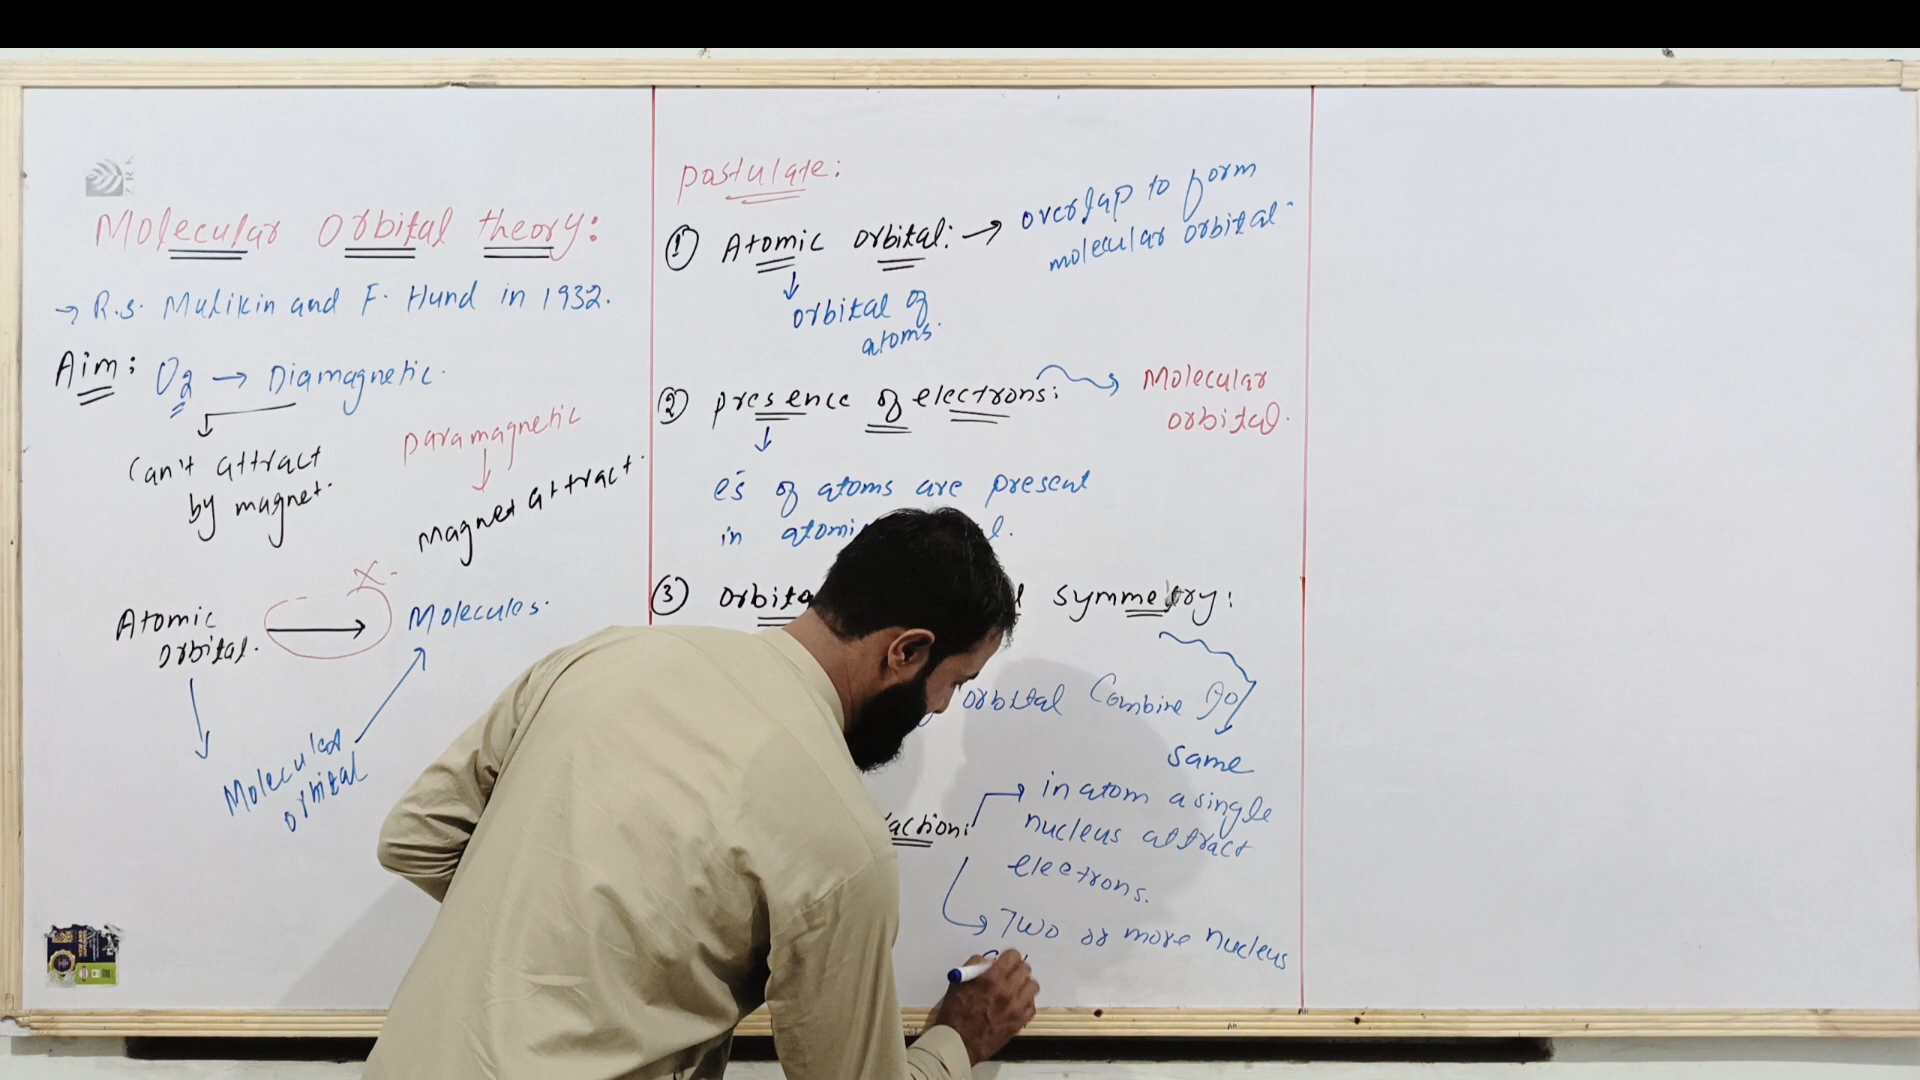 Molecular Orbital theory:
→ R.s. Mulikin and F. Hund in 1932.
Aim: O2 → Diamagnetic.
Can't attract
by magnet.
paramagnetic
magnet attract.
X
Atomic
orbital.
Molecules.
Molecular
orbital
Postulate:
① Atomic orbital: → overlap to form
molecular orbital.
orbital of
atoms.
② presence of electrons: Molecular
orbital.
e's of atoms are present
in
③ symmetry:
orbital Combine AO
same
in atom a single
nucleus attract
electrons.
Two or more nucleus